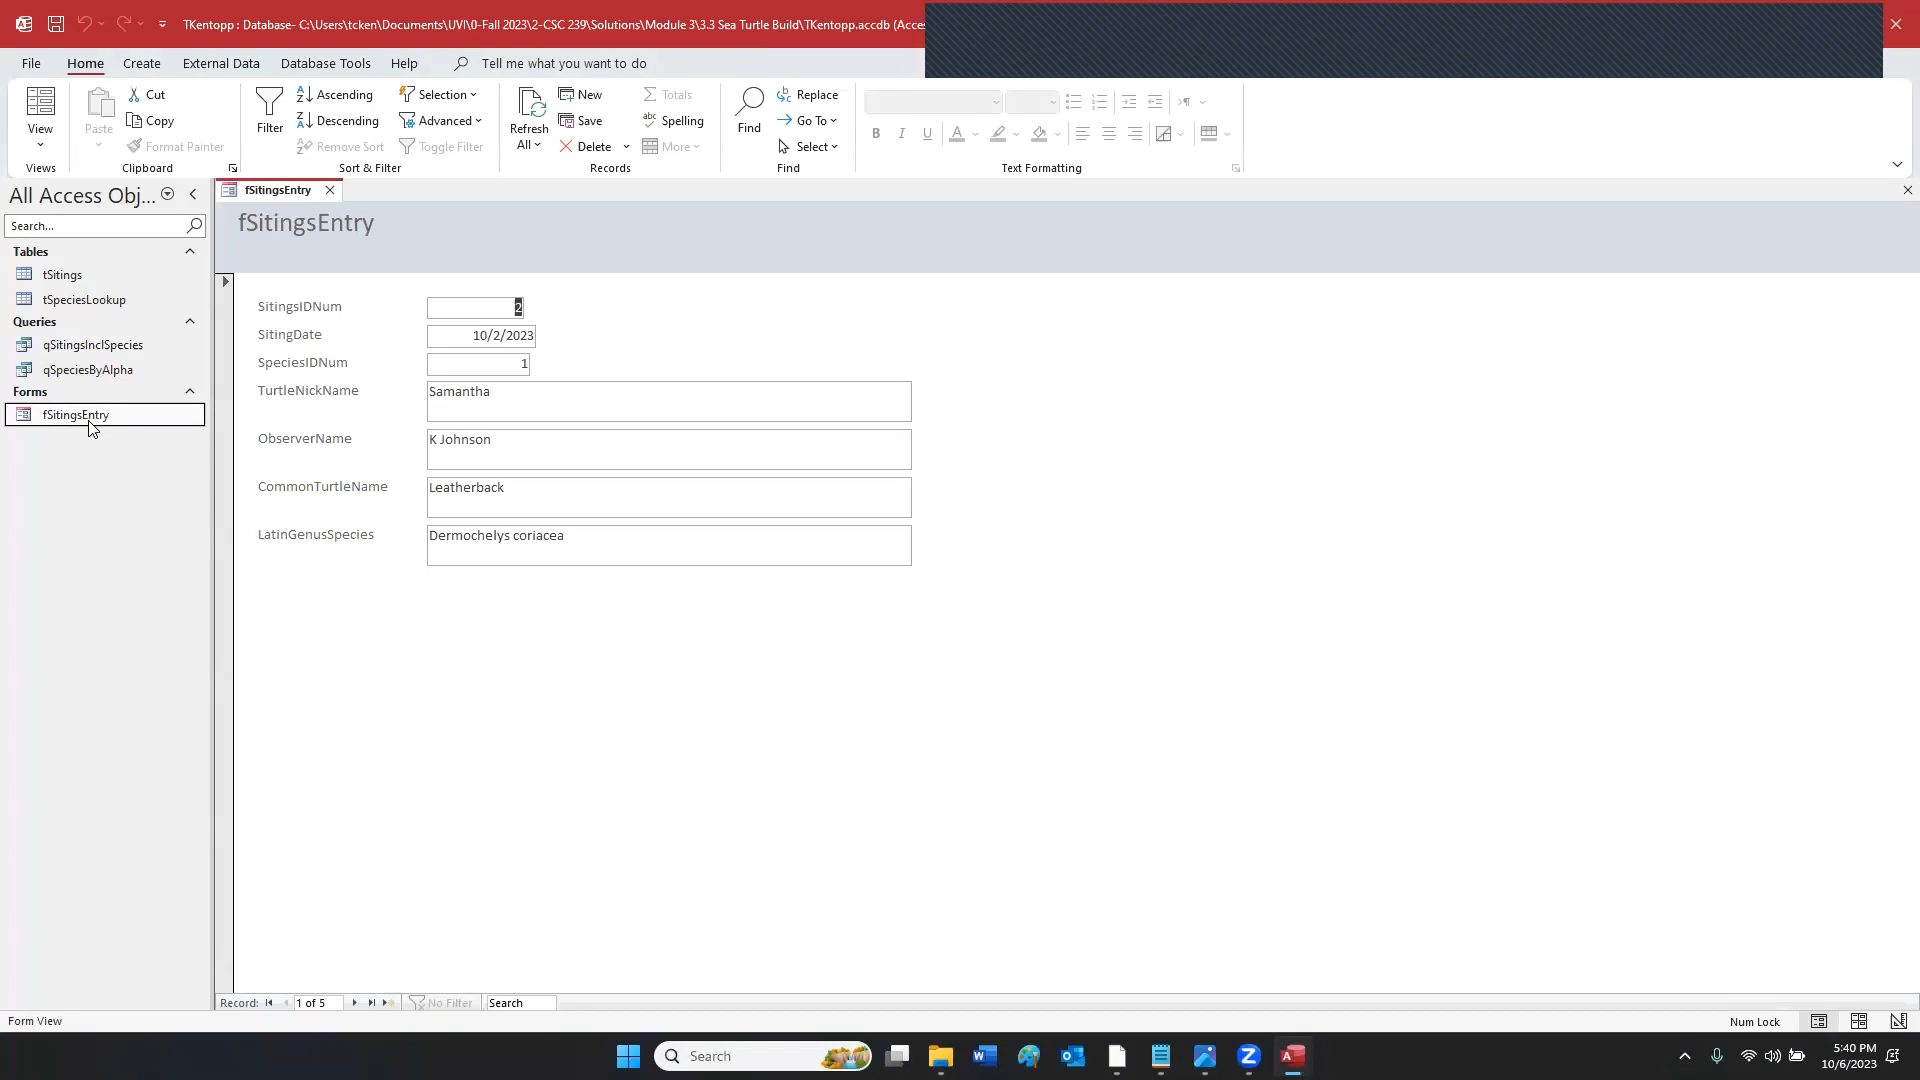 TKentopp : Database- C:\Users\tcken\Documents\UVI\0-Fall 2023\2-CSC 239\Solutions\Module 3\3.3 Sea Turtle Build\TKentopp.accdb (Acces
File Home Create External Data Database Tools Help Tell me what you want to do
View
Views
Paste
Cut
Copy
Format Painter
Clipboard
Filter
Ascending
Descending
Remove Sort
Selection
Advanced
Toggle Filter
Sort & Filter
Refresh
All
New
Save
Delete
Totals
Spelling
More
Records
Find
Replace
Go To
Select
Find
B I U
Text Formatting
All Access Obj...
Search...
Tables
tSitings
tSpeciesLookup
Queries
qSitingsInclSpecies
qSpeciesByAlpha
Forms
fSitingsEntry
fSitingsEntry
fSitingsEntry
SitingsIDNum 2
SitingDate 10/2/2023
SpeciesIDNum 1
TurtleNickName Samantha
ObserverName K Johnson
CommonTurtleName Leatherback
LatinGenusSpecies Dermochelys coriacea
Record: 1 of 5 No Filter Search
Form View Num Lock
Search
5:40 PM
10/6/2023